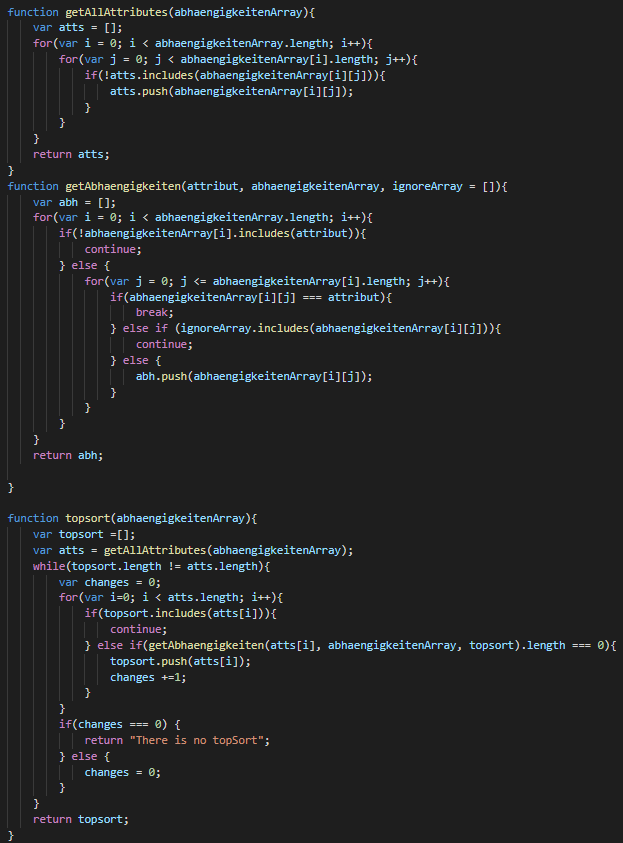 function getAllAttributes(abhaengigkeitenArray){
    var atts = [];
    for(var i = 0; i < abhaengigkeitenArray.length; i++){
        for(var j = 0; j < abhaengigkeitenArray[i].length; j++){
            if(!atts.includes(abhaengigkeitenArray[i][j])){
                atts.push(abhaengigkeitenArray[i][j]);
            }
        }
    }
    return atts;
}
function getAbhaengigkeiten(attribut, abhaengigkeitenArray, ignoreArray = []){
    var abh = [];
    for(var i = 0; i < abhaengigkeitenArray.length; i++){
        if(!abhaengigkeitenArray[i].includes(attribut)){
            continue;
        } else {
            for(var j = 0; j <= abhaengigkeitenArray[i].length; j++){
                if(abhaengigkeitenArray[i][j] === attribut){
                    break;
                } else if (ignoreArray.includes(abhaengigkeitenArray[i][j])){
                    continue;
                } else {
                    abh.push(abhaengigkeitenArray[i][j]);
                }
            }
        }
    }
    return abh;

}

function topsort(abhaengigkeitenArray){
    var topsort =[];
    var atts = getAllAttributes(abhaengigkeitenArray);
    while(topsort.length != atts.length){
        var changes = 0;
        for(var i=0; i < atts.length; i++){
            if(topsort.includes(atts[i])){
                continue;
            } else if(getAbhaengigkeiten(atts[i], abhaengigkeitenArray, topsort).length === 0){
                topsort.push(atts[i]);
                changes +=1;
            }
        }
        if(changes === 0) {
            return "There is no topSort";
        } else {
            changes = 0;
        }
    }
    return topsort;
}